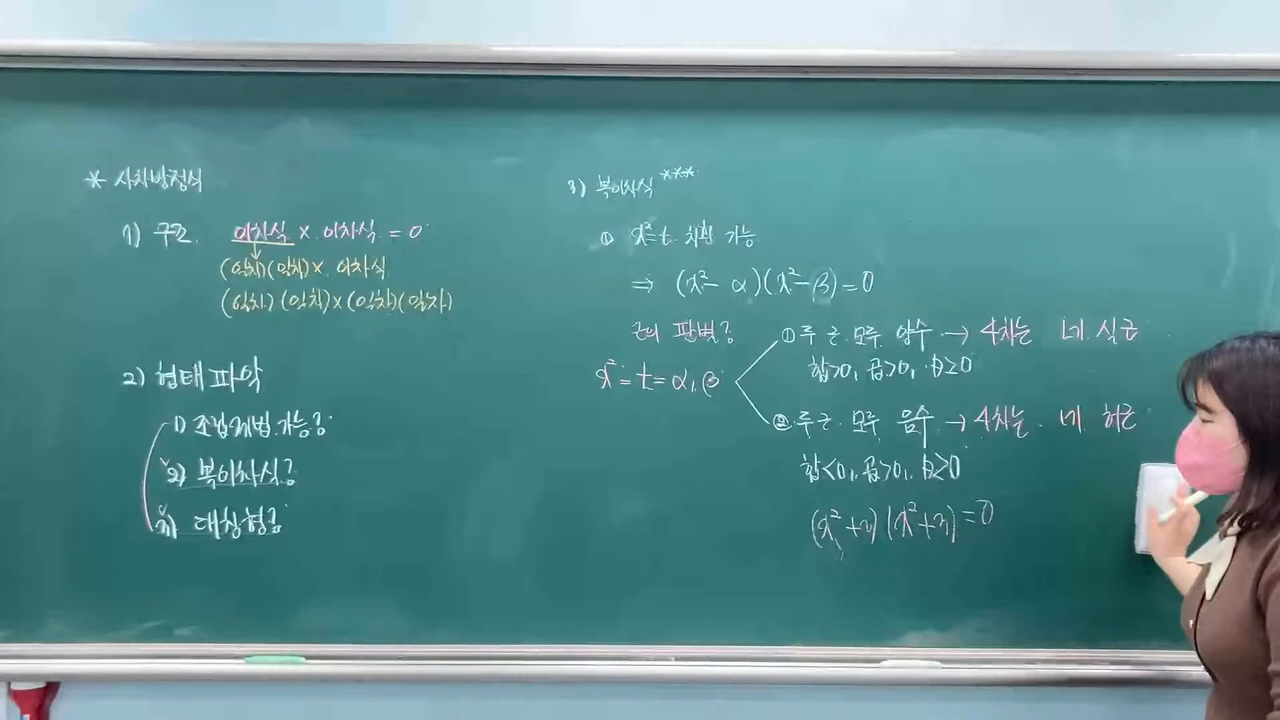 * 사차방정식
1) 구조. 이차식 × 이차식 = 0
(일차)(일차) × 이차식
(일차)(일차)×(일차)(일차)
2) 형태파악
1) 조립제법 가능?
2) 복이차식?
3) 대칭형?
3) 복이차식 ***
① x²=t 치환 가능
⇒ (x²-α)(x²-β)=0
근의 판별?
x²=t=α, β
① 두 근 모두 양수 → 4차는 네 실근
합>0, 곱>0, D≥0
② 두 근 모두 음수 → 4차는 네 허근
합<0, 곱>0, D≥0
(x²+2)(x²+3)=0